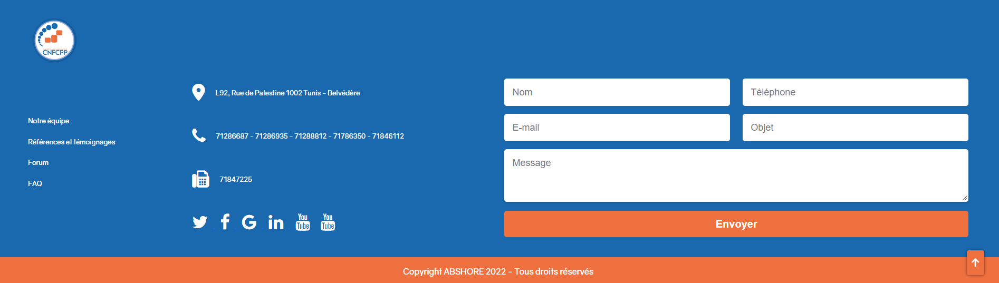 CNFCPP
Notre équipe
Références et témoignages
Forum
FAQ
L92, Rue de Palestine 1002 Tunis - Belvédère
71286687 - 71286935 - 71288812 - 71786350 - 71846112
71847225
You Tube
You Tube
Nom
Téléphone
E-mail
Objet
Message
Envoyer
Copyright ABSHORE 2022 - Tous droits réservés